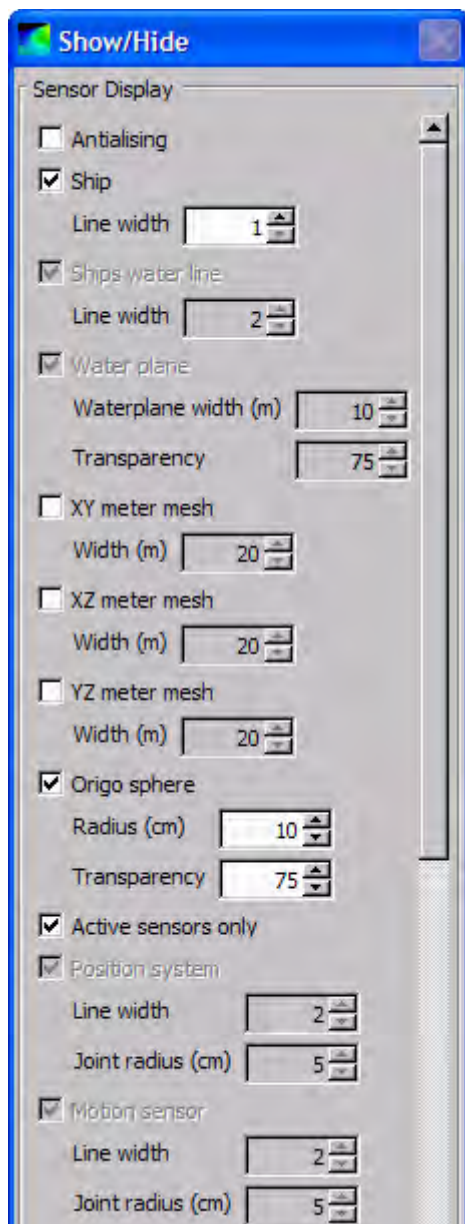 Show/Hide
Sensor Display
Antialising
Ship
Line width 1
Ships water line
Line width 2
Water plane
Waterplane width (m) 10
Transparency 75
XY meter mesh
Width (m) 20
XZ meter mesh
Width (m) 20
YZ meter mesh
Width (m) 20
Origo sphere
Radius (cm) 10
Transparency 75
Active sensors only
Position system
Line width 2
Joint radius (cm) 5
Motion sensor
Line width 2
Joint radius (cm) 5